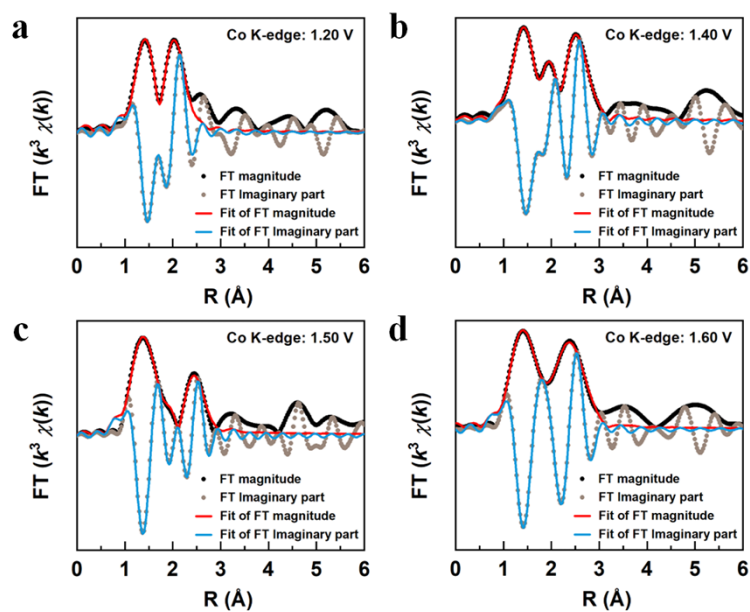 a
Co K-edge: 1.20 V
FT (k³ χ(k))
FT magnitude
FT Imaginary part
Fit of FT magnitude
Fit of FT Imaginary part
0 1 2 3 4 5 6
R (Å)
b
Co K-edge: 1.40 V
FT (k³ χ(k))
FT magnitude
FT Imaginary part
Fit of FT magnitude
Fit of FT Imaginary part
0 1 2 3 4 5 6
R (Å)
c
Co K-edge: 1.50 V
FT (k³ χ(k))
FT magnitude
FT Imaginary part
Fit of FT magnitude
Fit of FT Imaginary part
0 1 2 3 4 5 6
R (Å)
d
Co K-edge: 1.60 V
FT (k³ χ(k))
FT magnitude
FT Imaginary part
Fit of FT magnitude
Fit of FT Imaginary part
0 1 2 3 4 5 6
R (Å)